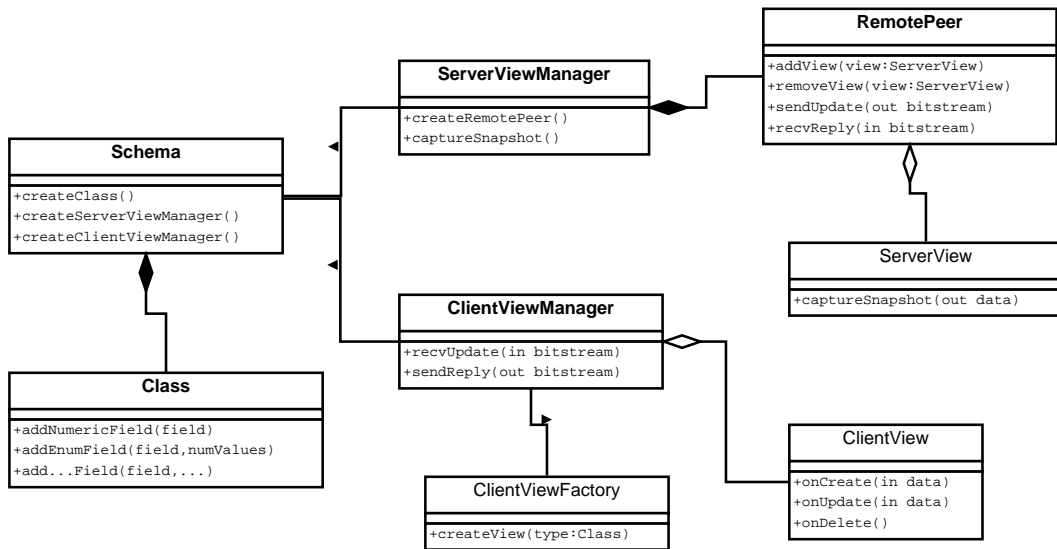 RemotePeer
+addView(view:ServerView)
+removeView(view:ServerView)
+sendUpdate(out bitstream)
+recvReply(in bitstream)
ServerViewManager
+createRemotePeer()
+captureSnapshot()
Schema
+createClass()
+createServerViewManager()
+createClientViewManager()
ServerView
+captureSnapshot(out data)
ClientViewManager
+recvUpdate(in bitstream)
+sendReply(out bitstream)
Class
+addNumericField(field)
+addEnumField(field,numValues)
+add...Field(field,...)
ClientView
+onCreate(in data)
+onUpdate(in data)
+onDelete()
ClientViewFactory
+createView(type:Class)